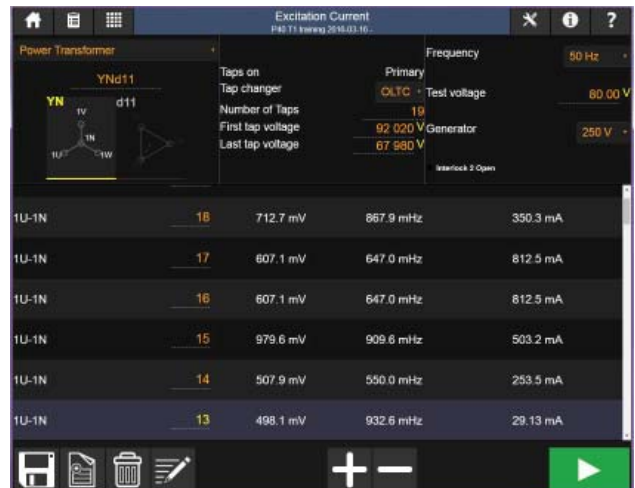 Excitation Current
P40 T1 training 2016-03-16 -
?
Power Transformer
YNd11
YN
d11
1V
1N
1U
1W
Taps on Primary
Tap changer OLTC
Number of Taps 19
First tap voltage 92 020 V
Last tap voltage 67 980 V
Frequency 50 Hz
Test voltage 80.00 V
Generator 250 V
Interlock 2 Open
1U-1N 18 712.7 mV 867.9 mHz 350.3 mA
1U-1N 17 607.1 mV 647.0 mHz 812.5 mA
1U-1N 16 607.1 mV 647.0 mHz 812.5 mA
1U-1N 15 979.6 mV 909.6 mHz 503.2 mA
1U-1N 14 507.9 mV 550.0 mHz 253.5 mA
1U-1N 13 498.1 mV 932.6 mHz 29.13 mA